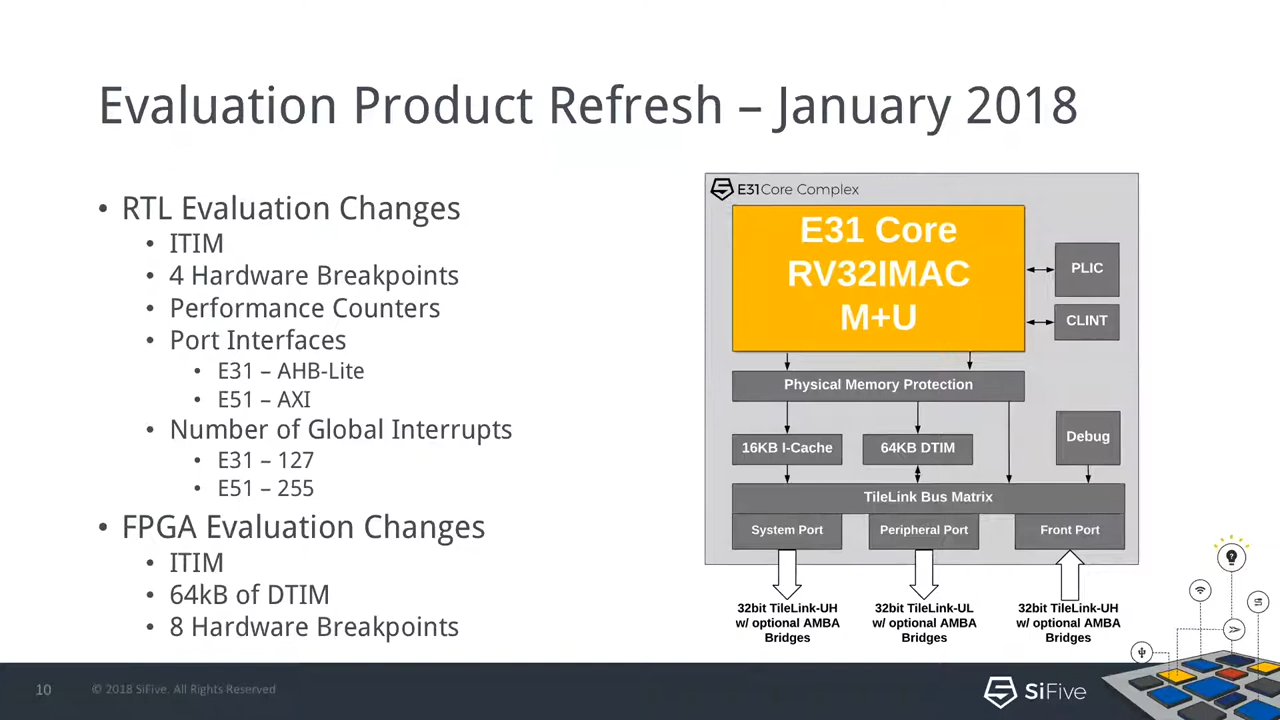 Evaluation Product Refresh – January 2018
• RTL Evaluation Changes
• ITIM
• 4 Hardware Breakpoints
• Performance Counters
• Port Interfaces
• E31 – AHB-Lite
• E51 – AXI
• Number of Global Interrupts
• E31 – 127
• E51 – 255
• FPGA Evaluation Changes
• ITIM
• 64kB of DTIM
• 8 Hardware Breakpoints
E31 Core Complex
E31 Core
RV32IMAC
M+U
PLIC
CLINT
Physical Memory Protection
16KB I-Cache
64KB DTIM
Debug
TileLink Bus Matrix
System Port
Peripheral Port
Front Port
32bit TileLink-UH
w/ optional AMBA
Bridges
32bit TileLink-UL
w/ optional AMBA
Bridges
32bit TileLink-UH
w/ optional AMBA
Bridges
10
© 2018 SiFive. All Rights Reserved
SiFive